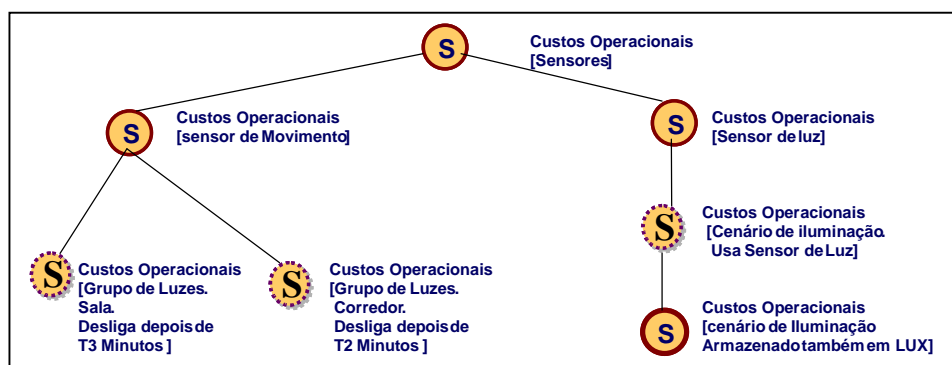 S
Custos Operacionais
[Sensores]
S
Custos Operacionais
[sensor de Movimento]
S
Custos Operacionais
[Sensor de luz]
S
Custos Operacionais
[Cenário de iluminação.
Usa Sensor de Luz]
S
Custos Operacionais
[Grupo de Luzes.
Sala.
Desliga depois de
T3 Minutos ]
S
Custos Operacionais
[Grupo de Luzes.
Corredor.
Desliga depois de
T2 Minutos ]
S
Custos Operacionais
[cenário de Iluminação
Armazenado também em LUX]